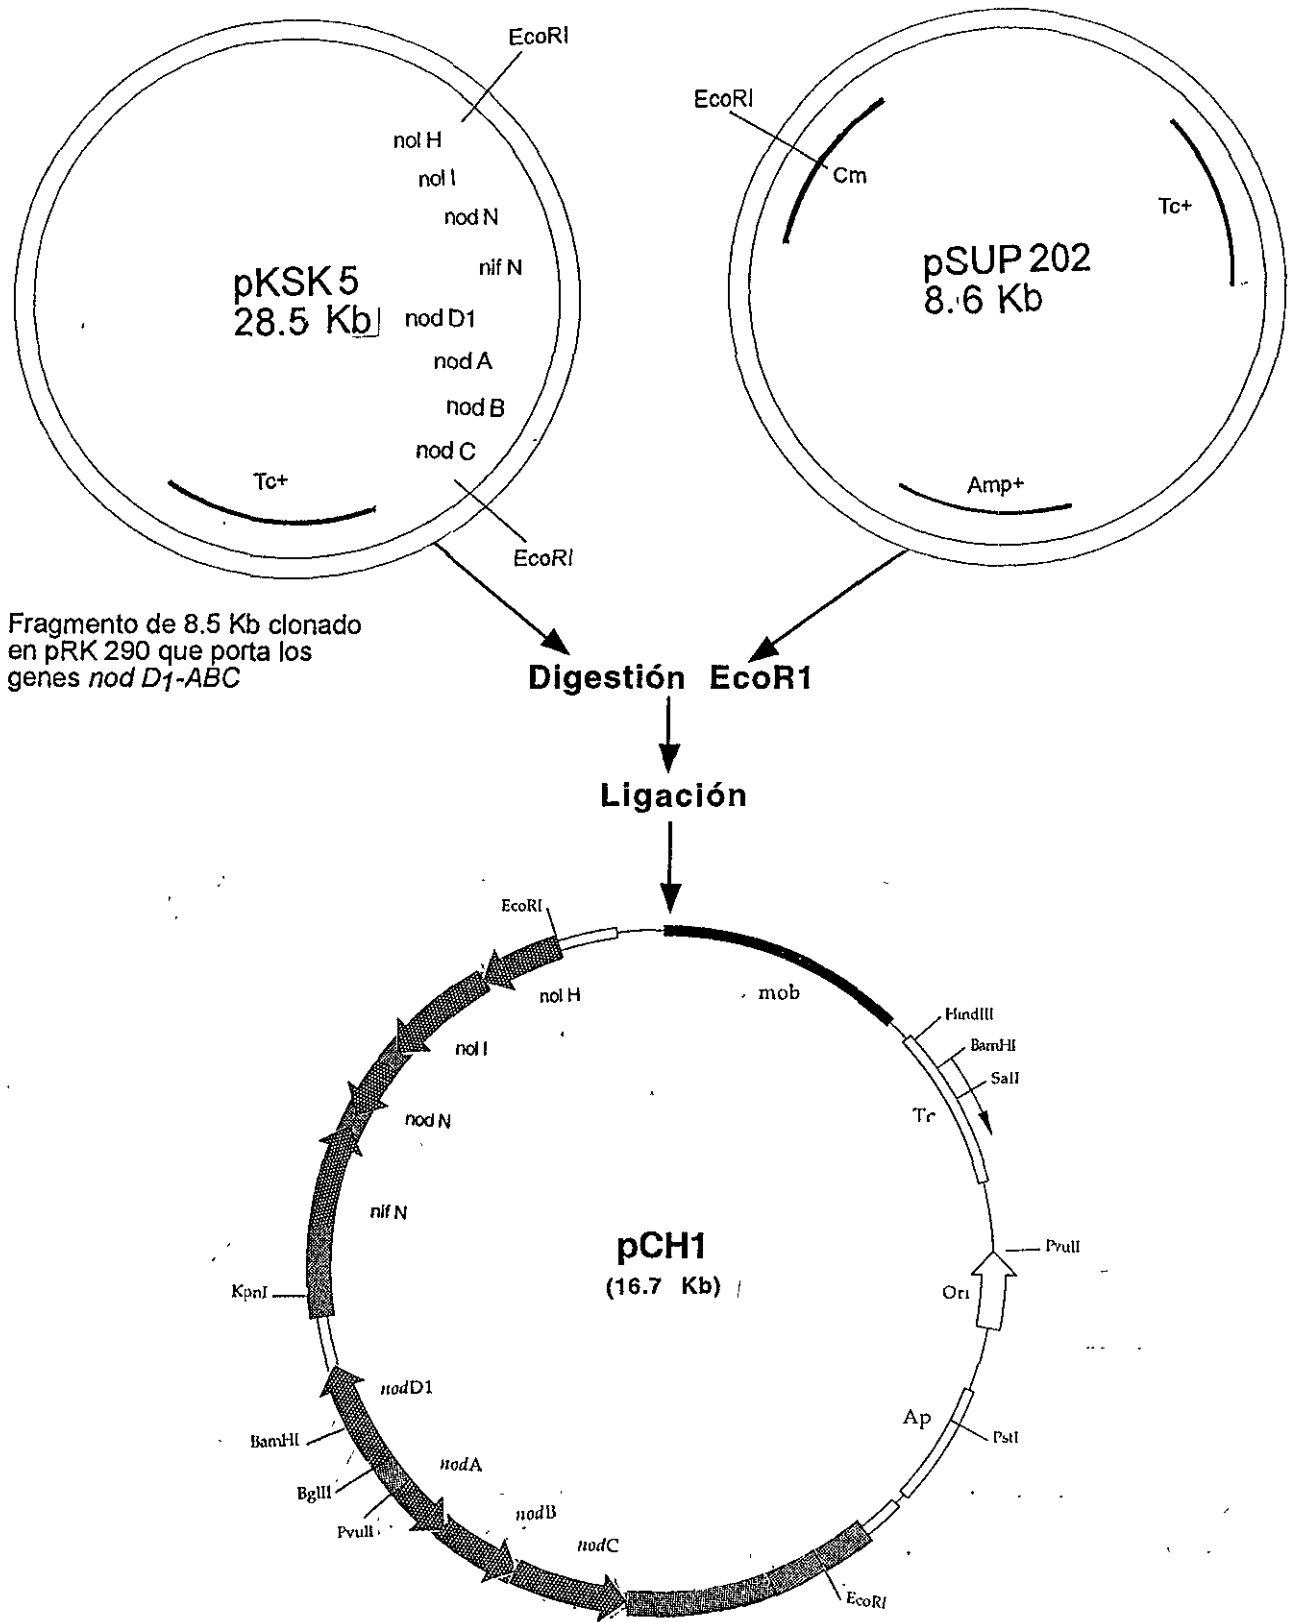 EcoRI
nol H
nol I
nod N
nif N
pKSK 5
28.5 Kb
nod D1
nod A
nod B
nod C
Tc+
EcoRI
EcoRI
Cm
Tc+
pSUP 202
8.6 Kb
Amp+
Fragmento de 8.5 Kb clonado
en pRK 290 que porta los
genes nod D1-ABC
Digestión EcoR1
Ligación
EcoRI
mob
nol H
HindIII
nol I
BamHI
SalI
Tr
nod N
nif N
pCH1
(16.7 Kb)
PvuII
KpnI
Ori
nodD1
Ap
BamHI
PstI
nodA
BglII
nodB
PvuII
nodC
EcoRI